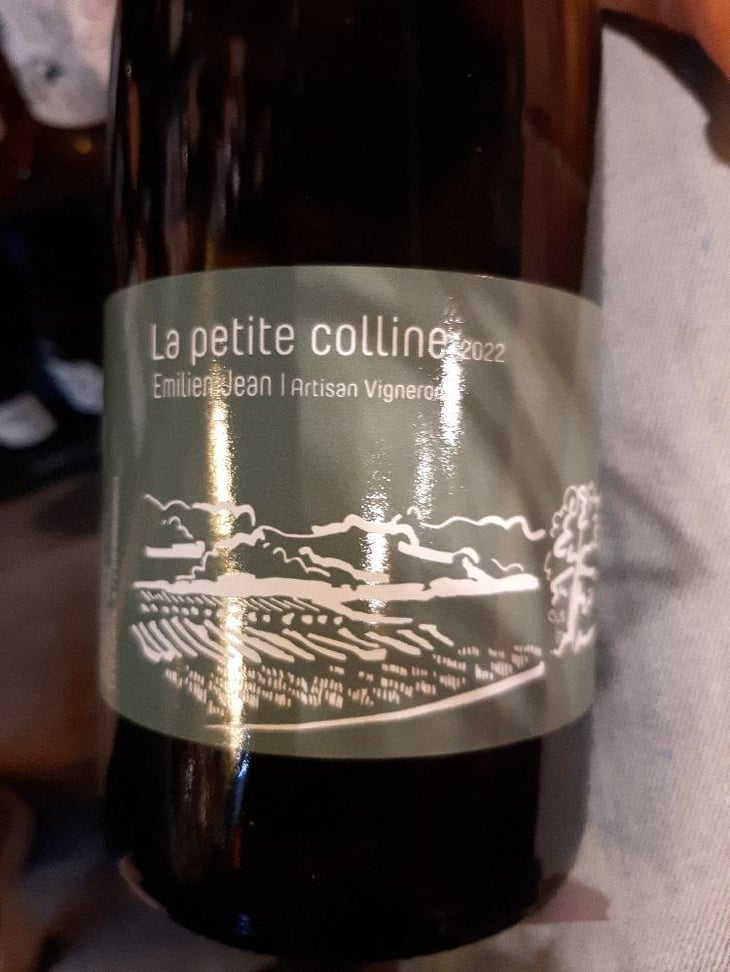 La petite colline 2022
Emilien Jean | Artisan Vigneron